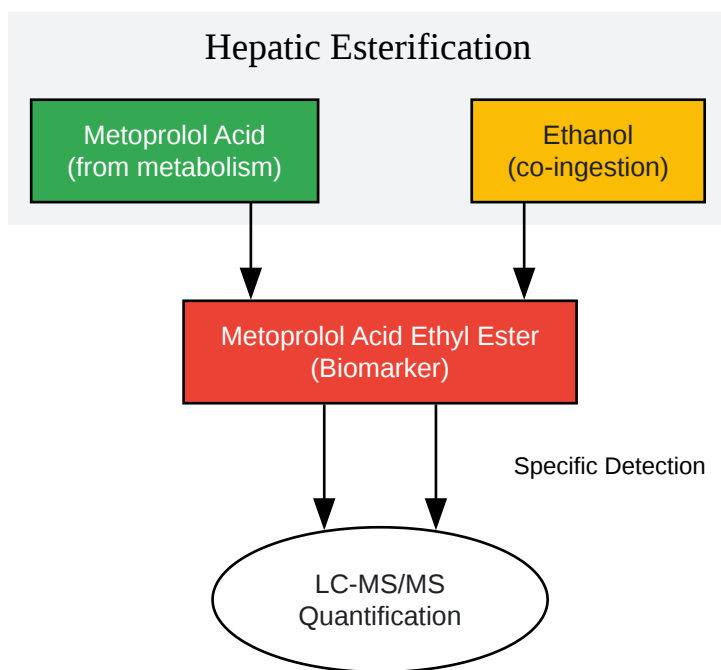 Hepatic Esterification
Metoprolol Acid
(from metabolism)
Ethanol
(co-ingestion)
Metoprolol Acid Ethyl Ester
(Biomarker)
Specific Detection
LC-MS/MS
Quantification